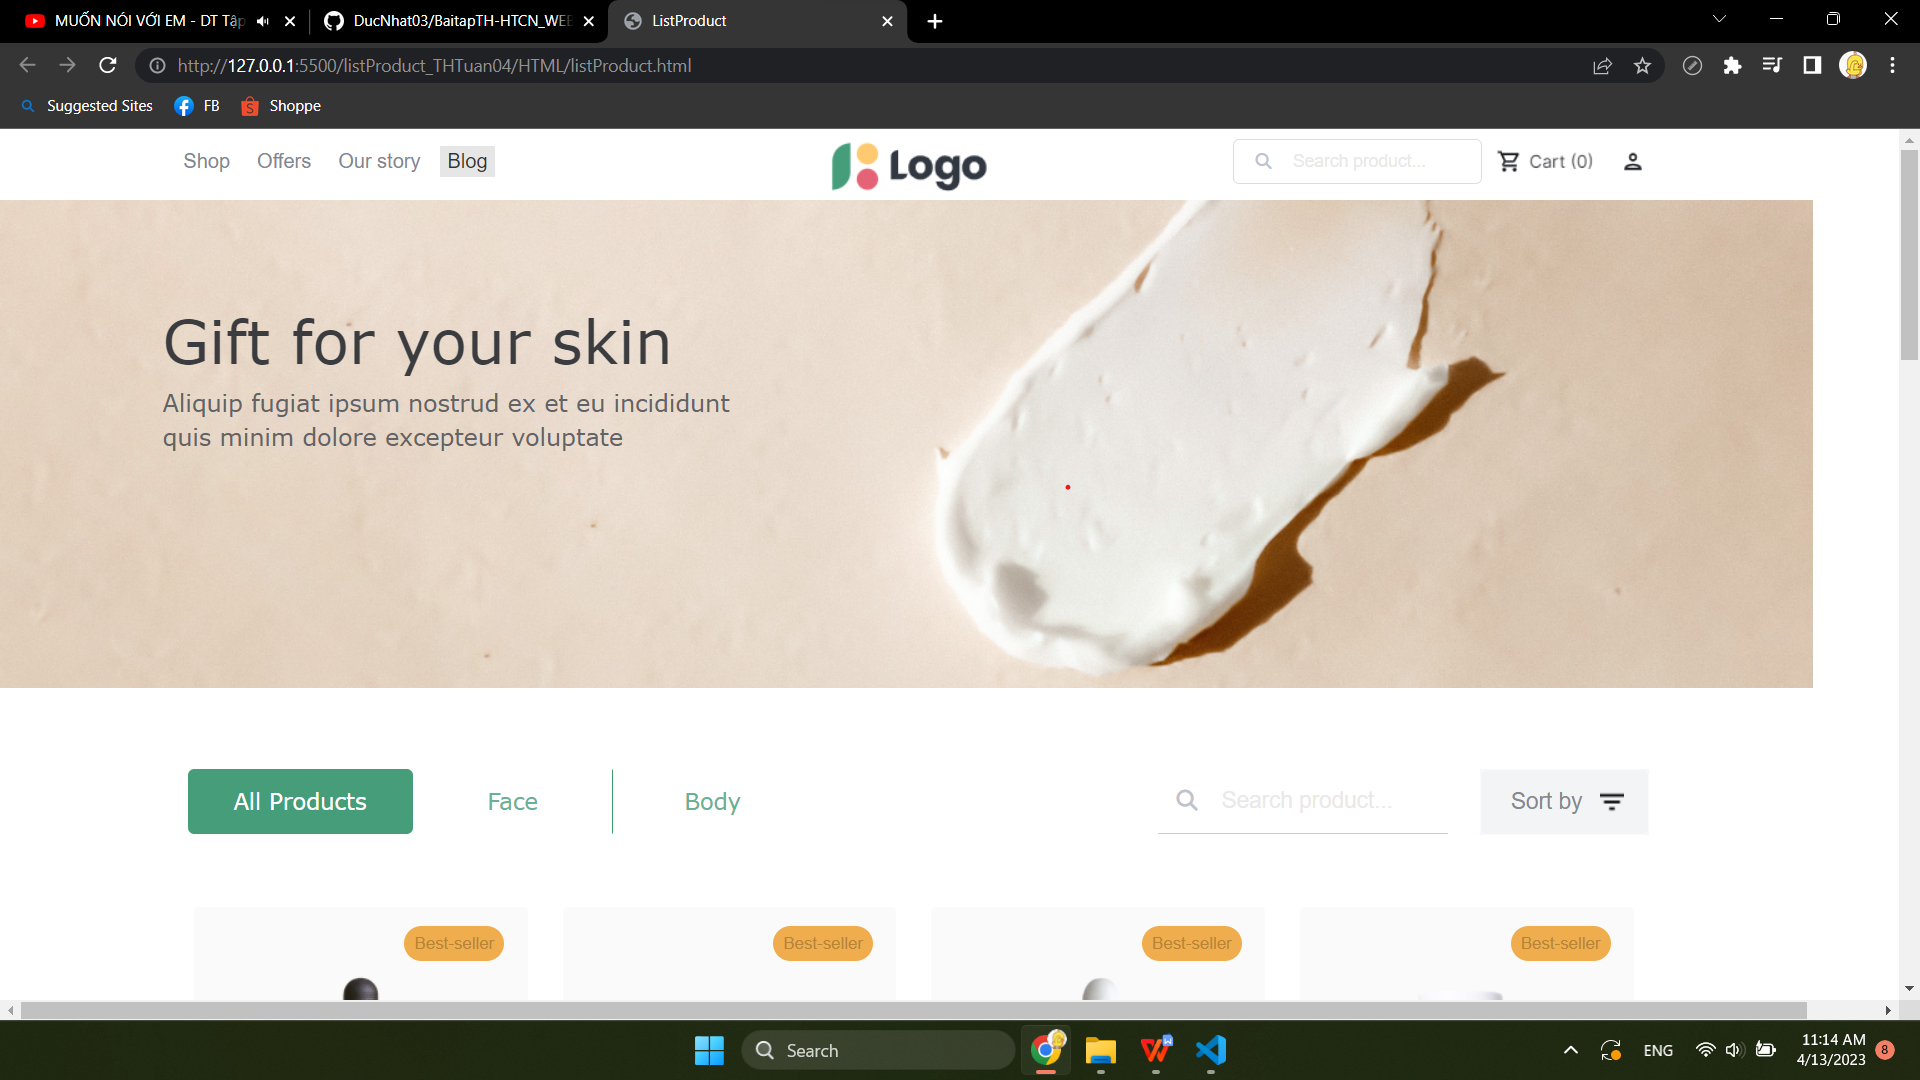 MUỐN NÓI VỚI EM - DT Tập
DucNhat03/BaitapTH-HTCN_WEB
ListProduct
http://127.0.0.1:5500/listProduct_THTuan04/HTML/listProduct.html
Suggested Sites
FB
Shoppe
Shop
Offers
Our story
Blog
Logo
Search product...
Cart (0)
Gift for your skin
Aliquip fugiat ipsum nostrud ex et eu incididunt
quis minim dolore excepteur voluptate
All Products
Face
Body
Search product...
Sort by
Best-seller
Best-seller
Best-seller
Best-seller
Search
ENG
11:14 AM
4/13/2023
8